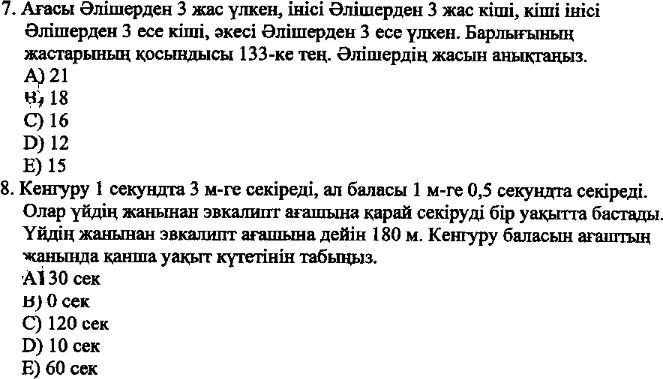 7. Ағасы Әлішерден 3 жас үлкен, інісі Әлішерден 3 жас кіші, кіші інісі
Әлішерден 3 есе кіші, әкесі Әлішерден 3 есе үлкен. Барлығының
жастарының қосындысы 133-ке тең. Әлішердің жасын анықтаңыз.
A) 21
B) 18
C) 16
D) 12
E) 15
8. Кенгуру 1 секундта 3 м-ге секіреді, ал баласы 1 м-ге 0,5 секундта секіреді.
Олар үйдің жанынан эвкалипт ағашына қарай секіруді бір уақытта бастады.
Үйдің жанынан эвкалипт ағашына дейін 180 м. Кенгуру баласын ағаштың
жанында қанша уақыт күтетінін табыңыз.
A) 30 сек
B) 0 сек
C) 120 сек
D) 10 сек
E) 60 сек